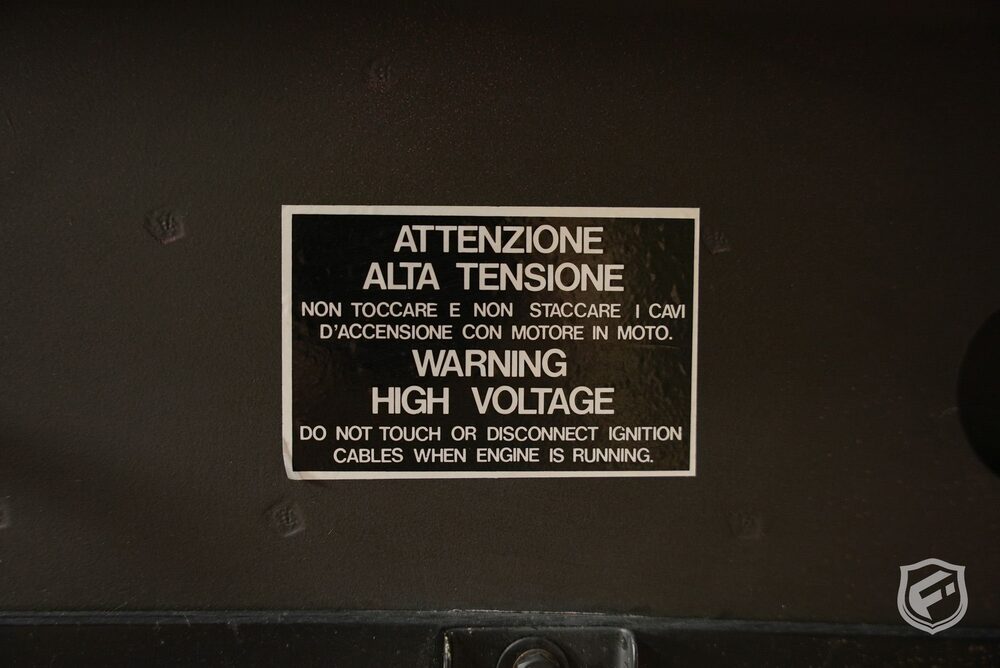 ATTENZIONE
ALTA TENSIONE
NON TOCCARE E NON STACCARE I CAVI
D'ACCENSIONE CON MOTORE IN MOTO.
WARNING
HIGH VOLTAGE
DO NOT TOUCH OR DISCONNECT IGNITION
CABLES WHEN ENGINE IS RUNNING.